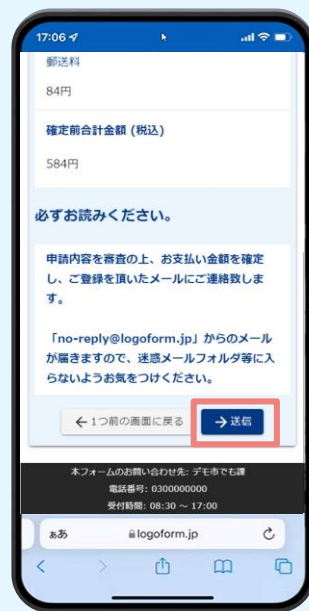 17:06
郵送料
84円
確定前合計金額 (税込)
584円
必ずお読みください。
申請内容を審査の上、お支払い金額を確定
し、ご登録を頂いたメールにご連絡致しま
す。
「no-reply@logoform.jp」からのメール
が届きますので、迷惑メールフォルダ等に入
らないようお気をつけください。
←1つ前の画面に戻る →送信
本フォームのお問い合わせ先: デモ市でも課
電話番号: 0300000000
受付時間: 08:30 ~ 17:00
ぁあ logoform.jp